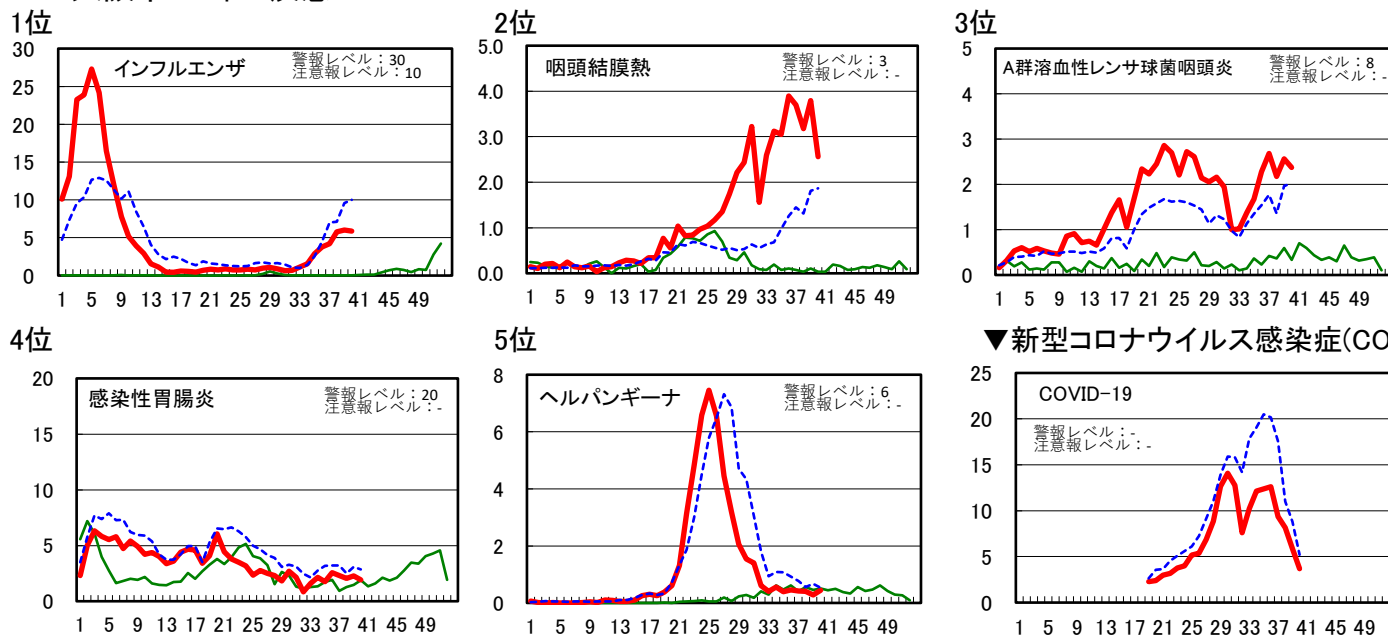 1位
2位
3位
30
25
20
15
10
5
0
インフルエンザ
警報レベル：30
注意報レベル：10
1 5 9 13 17 21 25 29 33 37 41 45 49
5.0
4.0
3.0
2.0
1.0
0.0
咽頭結膜熱
警報レベル：3
注意報レベル：-
1 5 9 13 17 21 25 29 33 37 41 45 49
5
4
3
2
1
0
A群溶血性レンサ球菌咽頭炎
警報レベル：8
注意報レベル：-
1 5 9 13 17 21 25 29 33 37 41 45 49
4位
5位
▼新型コロナウイルス感染症(CO
20
15
10
5
0
感染性胃腸炎
警報レベル：20
注意報レベル：-
1 5 9 13 17 21 25 29 33 37 41 45 49
8
6
4
2
0
ヘルパンギーナ
警報レベル：6
注意報レベル：-
1 5 9 13 17 21 25 29 33 37 41 45 49
25
20
15
10
5
0
COVID-19
警報レベル：-
注意報レベル：-
1 5 9 13 17 21 25 29 33 37 41 45 49